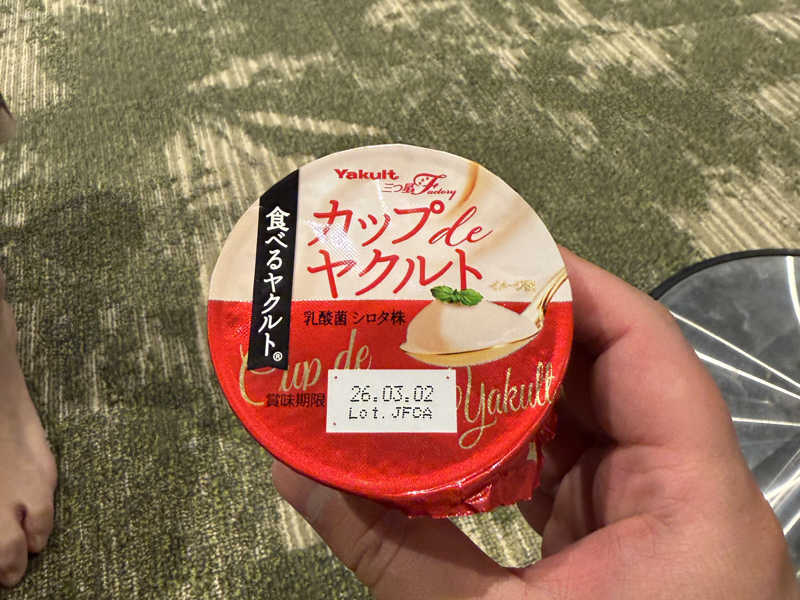 Yakult
三つ星Factory
カップde
ヤクルト
食べるヤクルト®
イメージ図
乳酸菌 シロタ株
Cup de
Yakult
賞味期限
26.03.02
Lot.JFCA